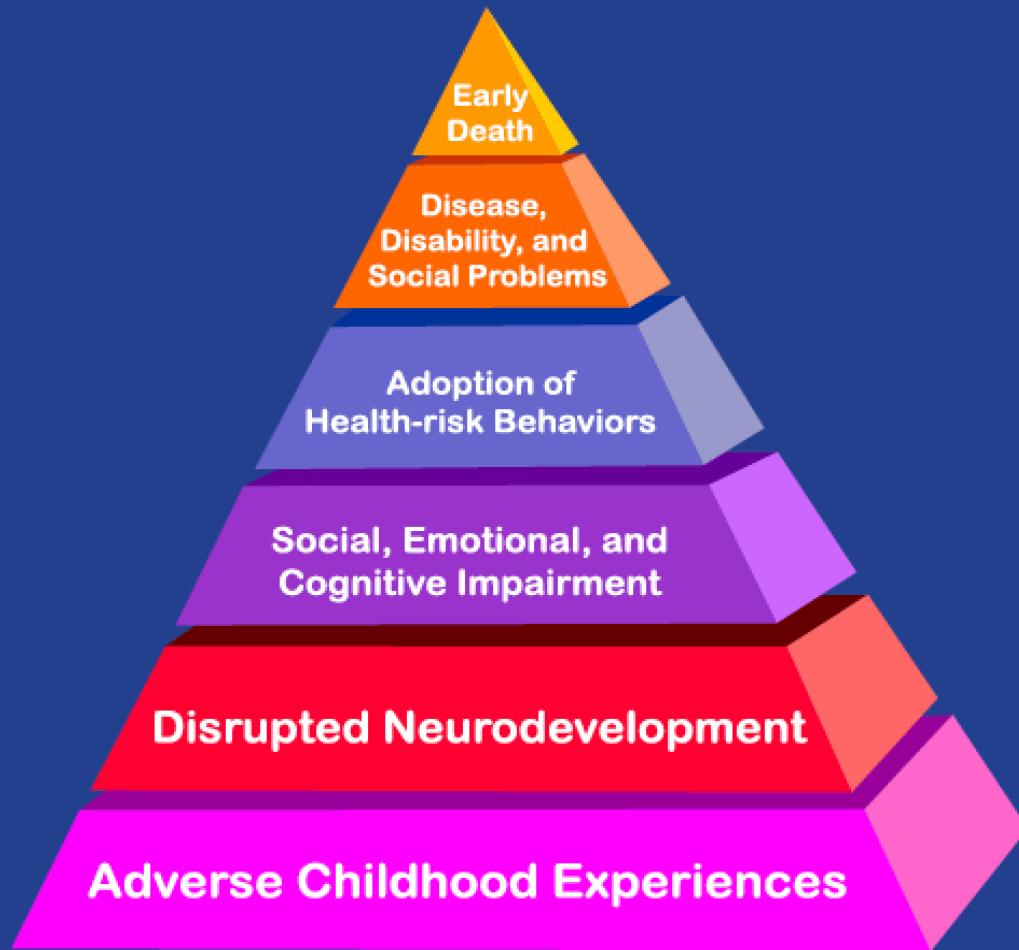 Early
Death
Disease,
Disability, and
Social Problems
Adoption of
Health-risk Behaviors
Social, Emotional, and
Cognitive Impairment
Disrupted Neurodevelopment
Adverse Childhood Experiences